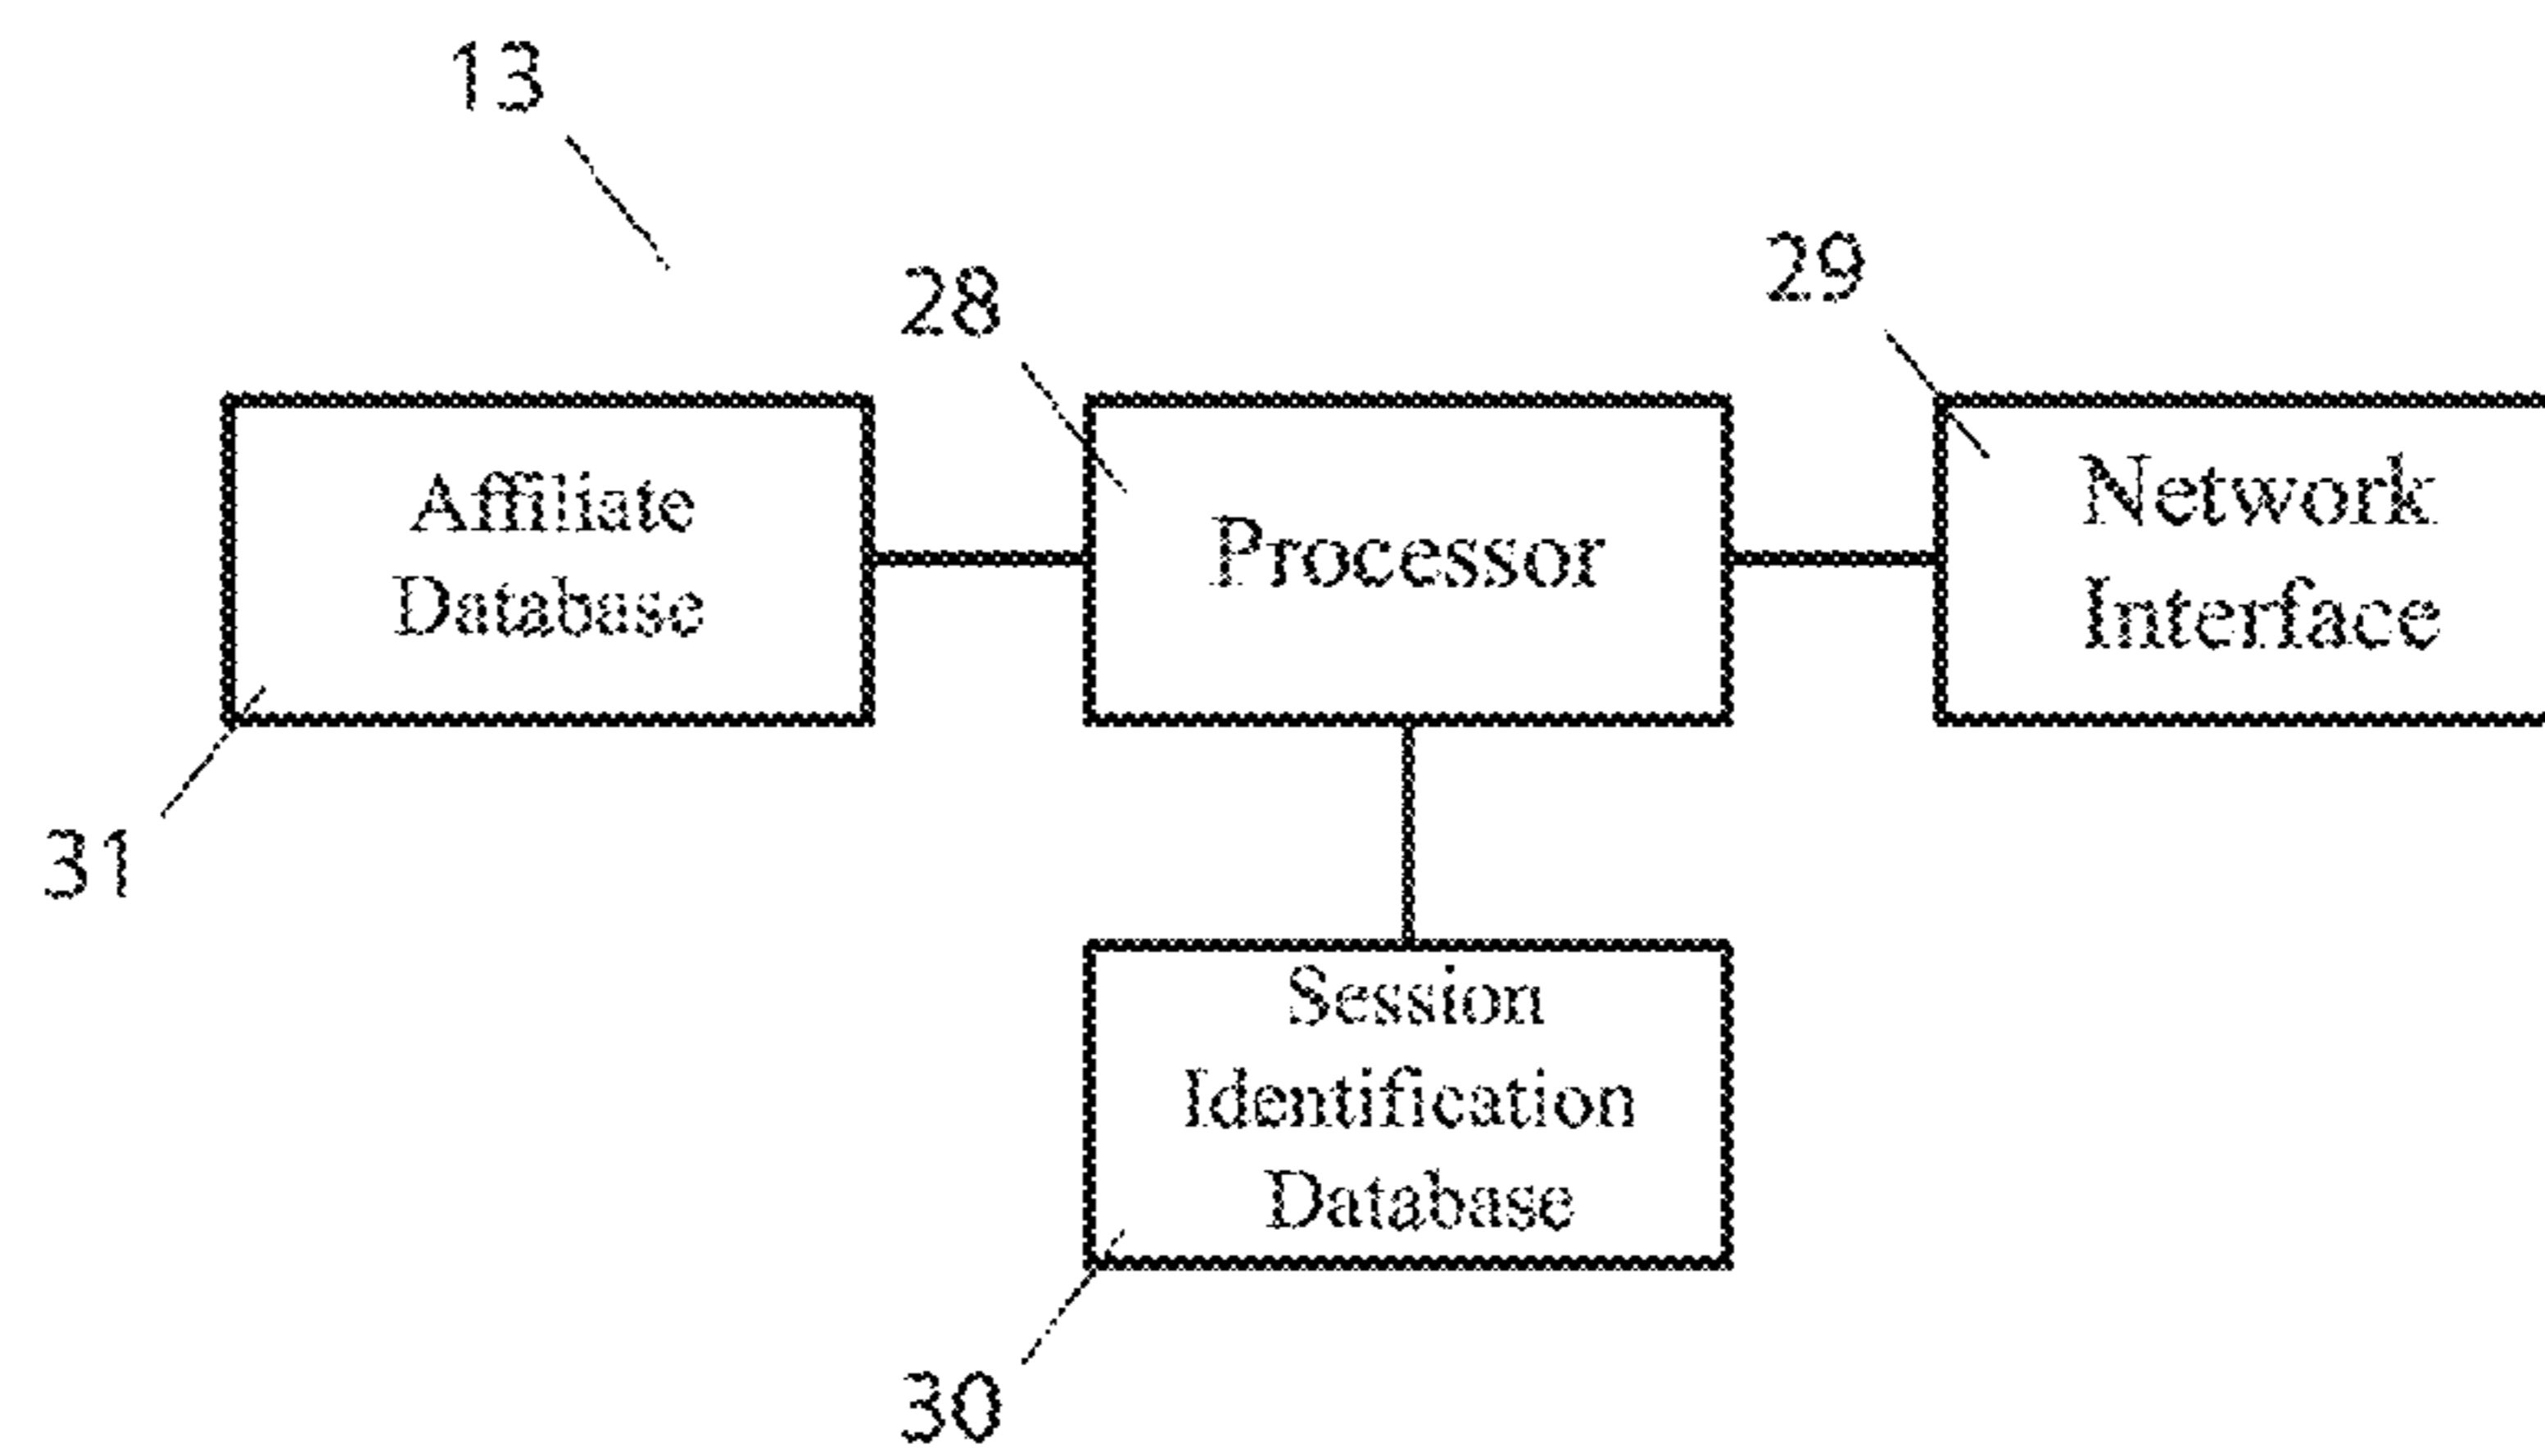 13
28
29
Affiliate
Database
Processor
Network
Interface
31
Session
Identification
Database
30